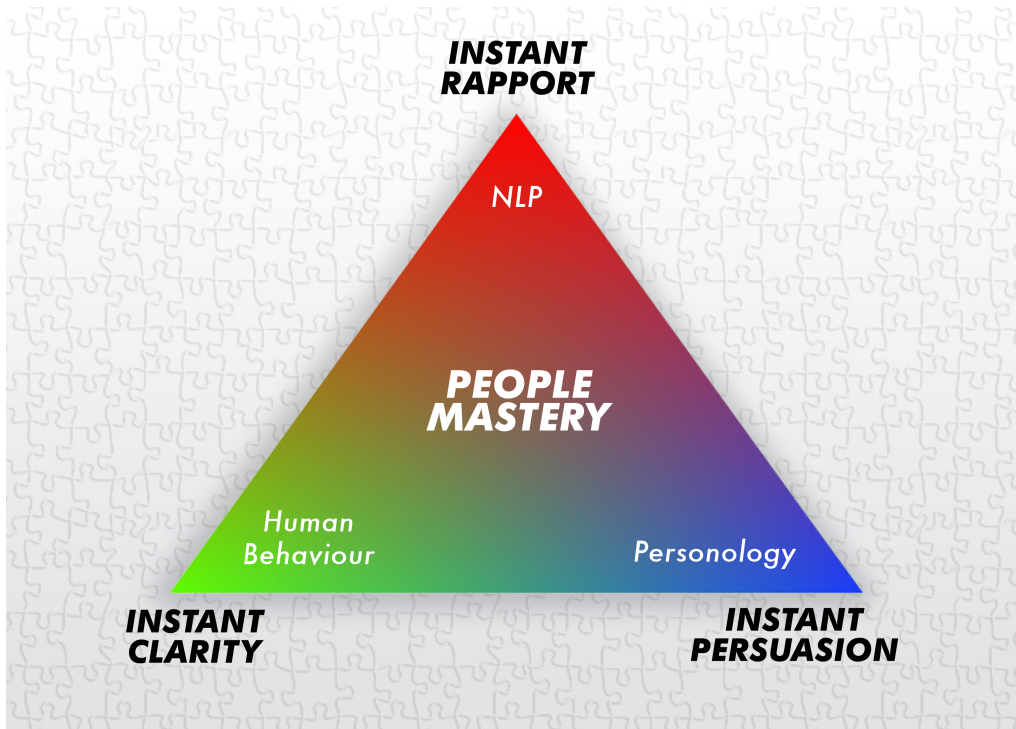 INSTANT
RAPPORT
NLP
PEOPLE
MASTERY
Human
Behaviour
Personology
INSTANT
CLARITY
INSTANT
PERSUASION